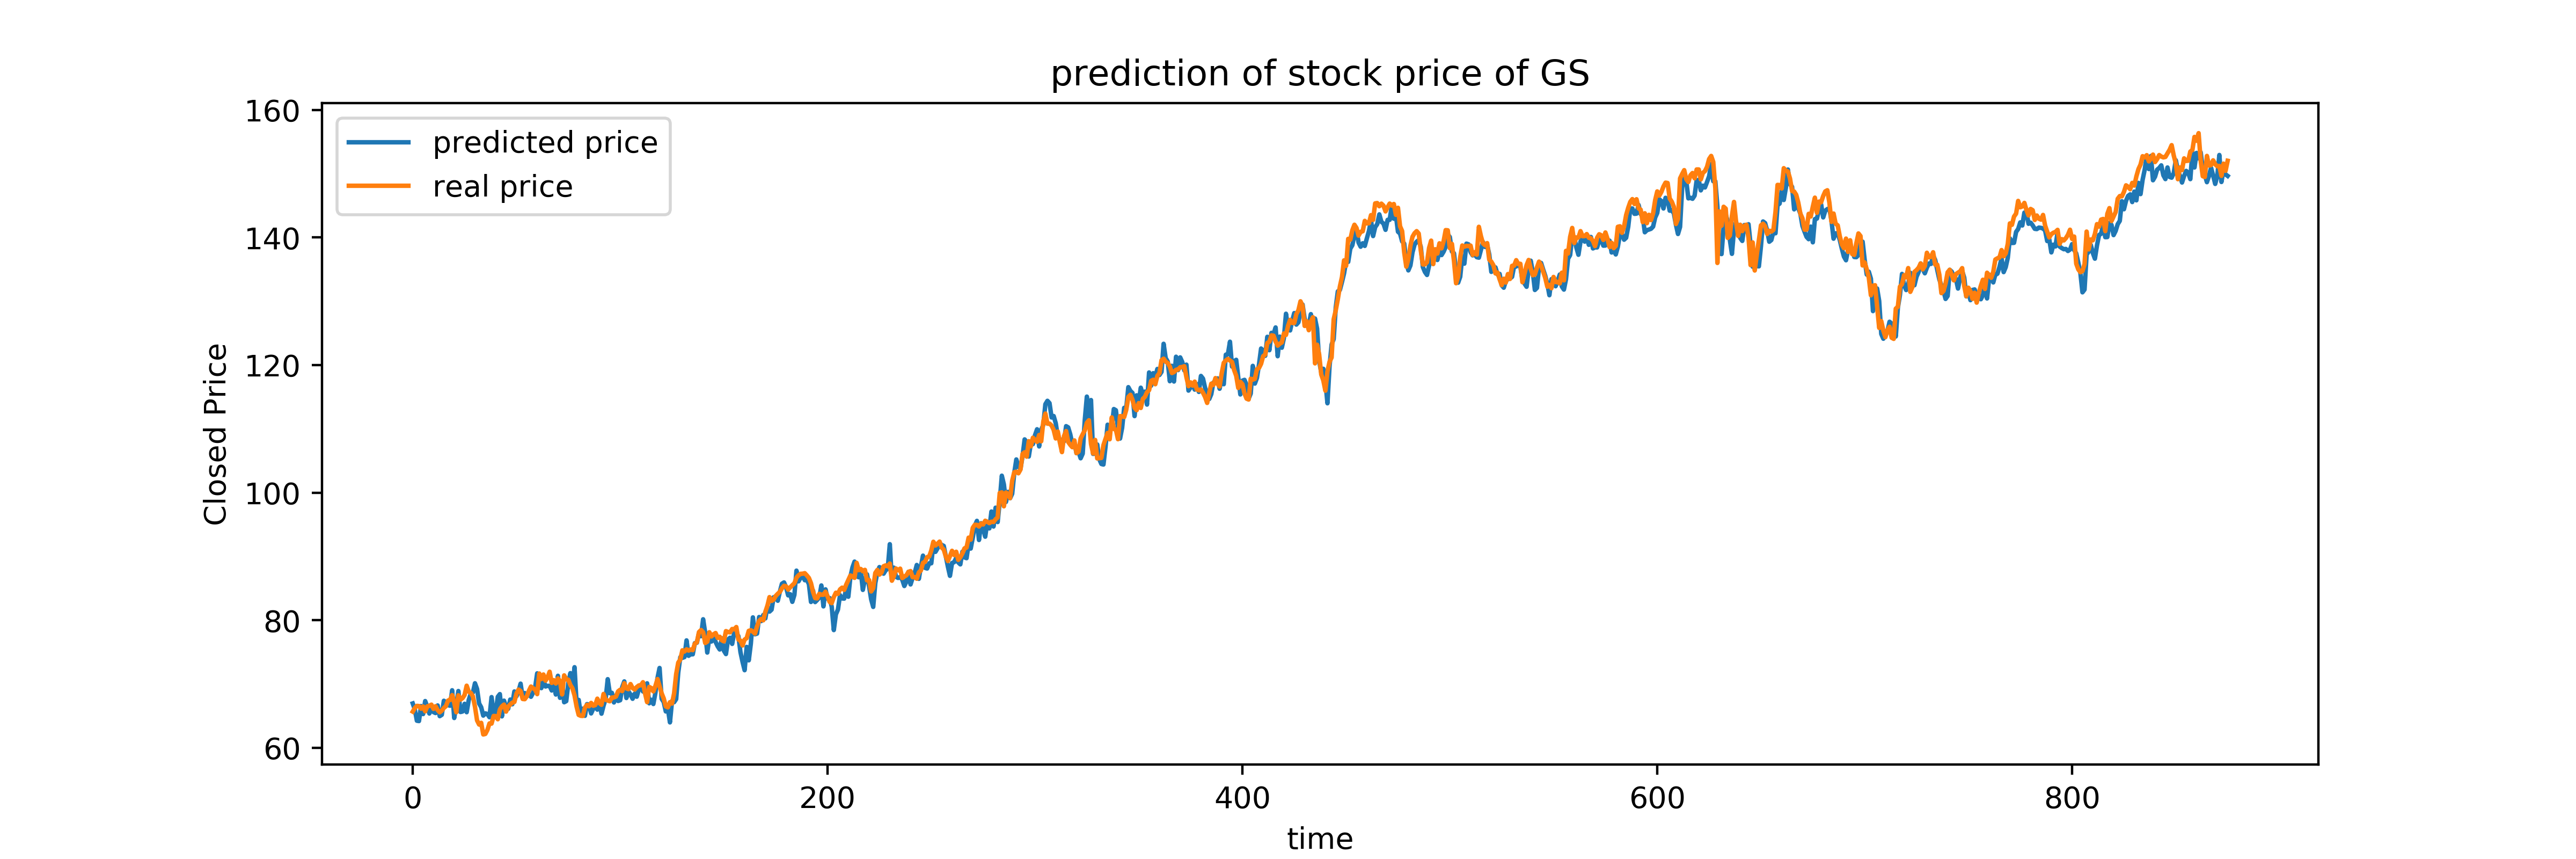 prediction of stock price of GS
predicted price
real price
Closed Price
160
140
120
100
80
60
0 200 400 600 800
time